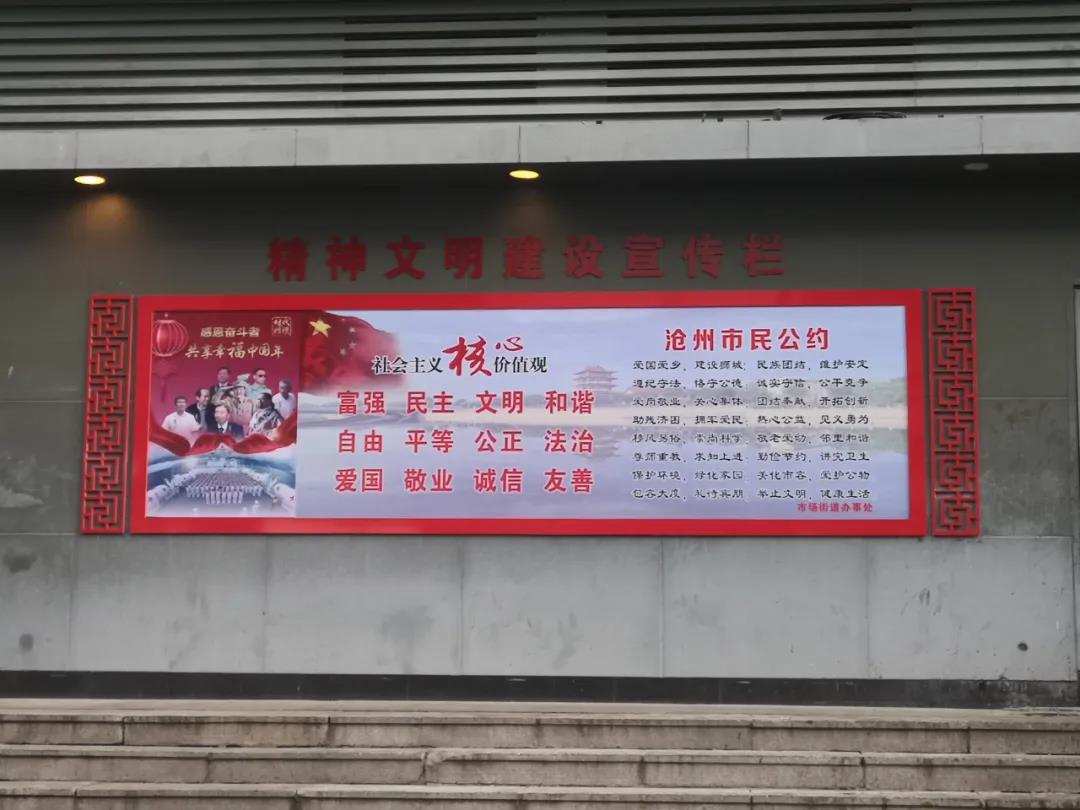 精神文明建设宣传栏
感恩奋斗者
时代
共享幸福中国年
社会主义核心价值观
富强 民主 文明 和谐
自由 平等 公正 法治
爱国 敬业 诚信 友善
沧州市民公约
爱国爱乡，建设狮城；民族团结，维护安定
遵纪守法，恪守公德；诚实守信，公平竞争
爱岗敬业，关心集体；团结奉献，开拓创新
助残济困，拥军爱民；热心公益，见义勇为
移风易俗，崇尚科学；敬老爱幼，邻里和谐
尊师重教，求知上进；勤俭节约，讲究卫生
保护环境，绿化家园；美化市容，爱护公物
包容大度，礼待宾朋；举止文明，健康生活
市场街道办事处